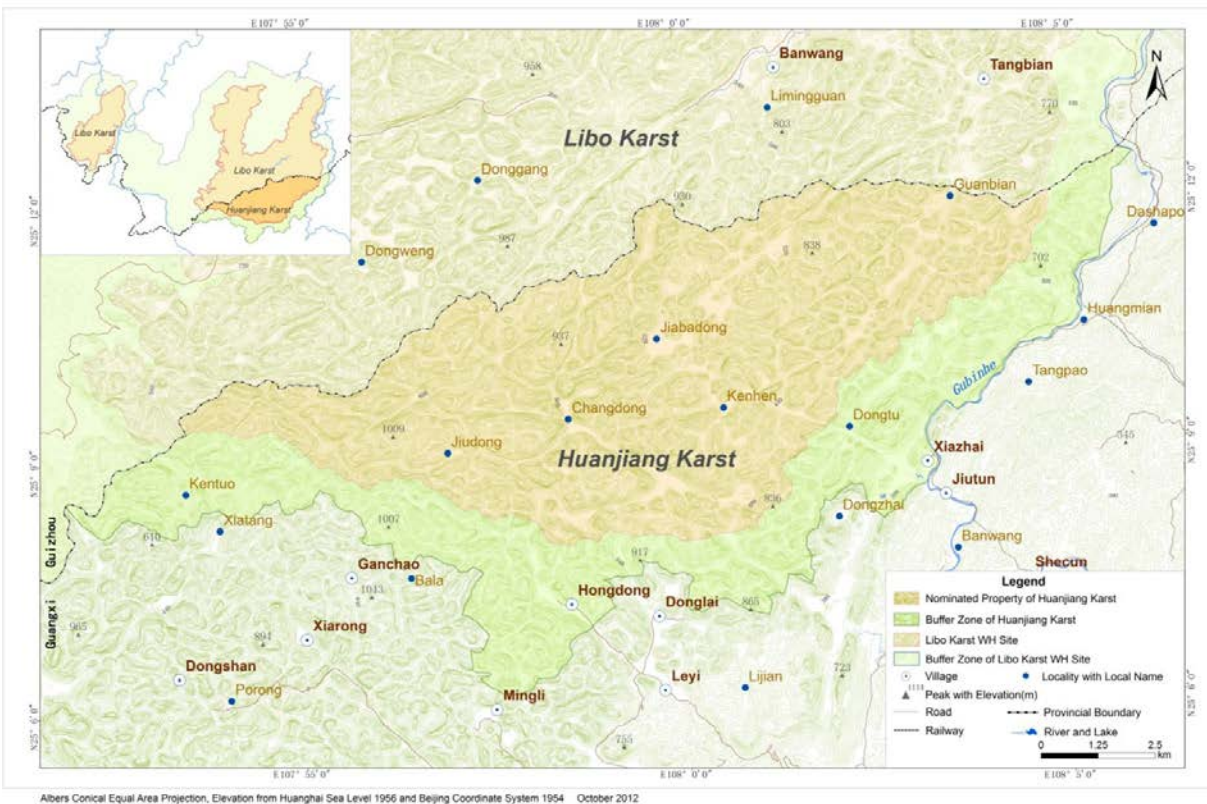 E107°55′0″
E108°0′0″
E108°5′0″
Banwang
Tangbian
N
958
Limingguan
770
803
Libo Karst
Libo Karst
Libo Karst
Huanjiang Karst
Donggang
Guanbian
N25°12′0″
N25°12′0″
930
Dashapo
987
838
Dongweng
702
Huangmian
Jiabadong
937
Gubinhe
Tangpao
Changdong
Kenhen
Dongtu
1009
Jiudong
Huanjiang Karst
Xiazhai
545
N25°9′0″
N25°9′0″
Kentuo
Jiutun
836
Dongzhai
Xiatang
1007
Banwang
610
917
Guizhou
Guangxi
Ganchao
Bala
Shecun
1043
Hongdong
Donglai
865
965
894
Xiarong
Dongshan
Porong
Mingli
Leyi
Lijian
723
755
N25°6′0″
N25°6′0″
Legend
Nominated Property of Huanjiang Karst
Buffer Zone of Huanjiang Karst
Libo Karst WH Site
Buffer Zone of Libo Karst WH Site
Village
Locality with Local Name
1111 Peak with Elevation(m)
Road
Provincial Boundary
Railway
River and Lake
0 1.25 2.5
km
E107°55′0″
E108°0′0″
E108°5′0″
Albers Conical Equal Area Projection, Elevation from Huanghai Sea Level 1956 and Beijing Coordinate System 1954 October 2012